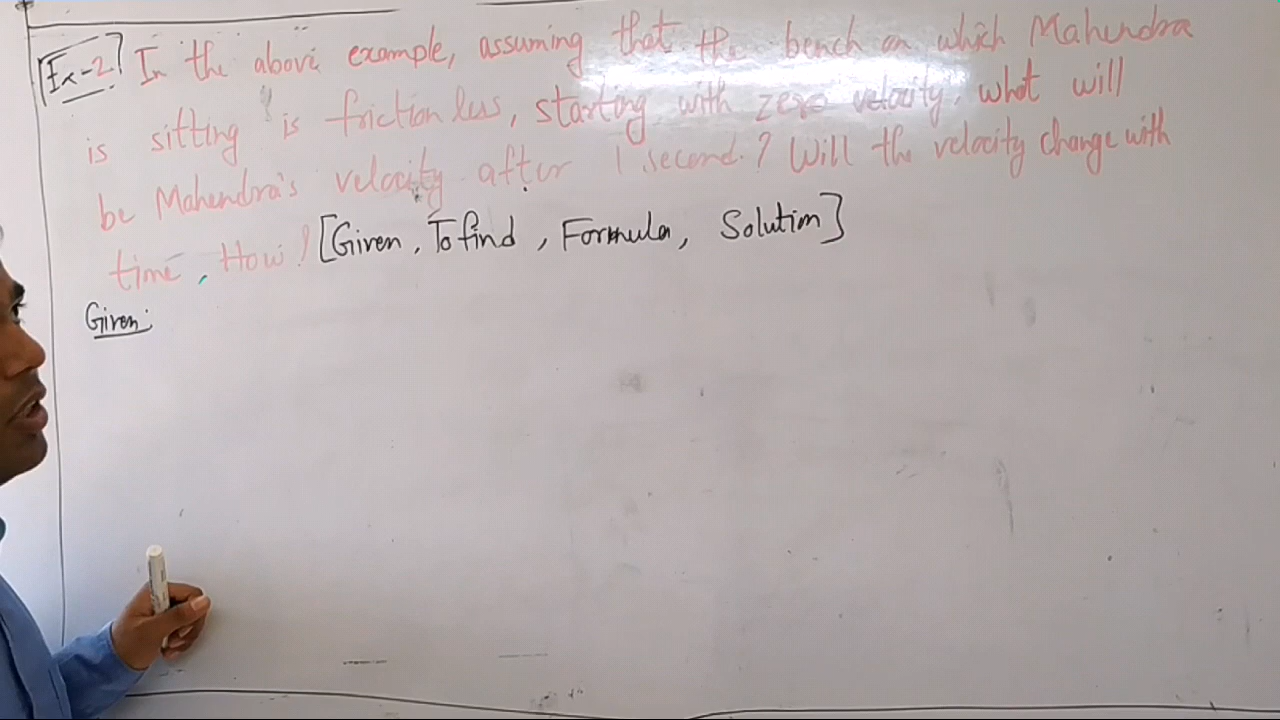 [Ex-2.] In the above example, assuming that the bench on which Mahendra
is sitting is frictionless, starting with zero velocity, what will
be Mahendra's velocity after 1 second? Will the velocity change with
time, How? [Given, To find, Formula, Solution]
Given: